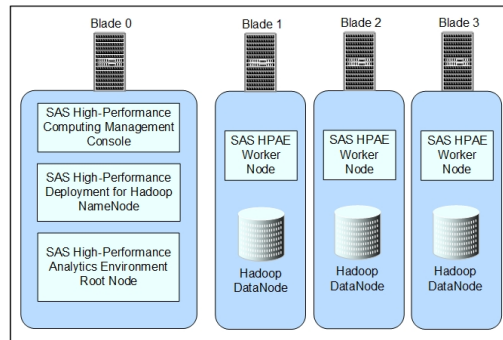 Blade 0
SAS High-Performance
Computing Management
Console
SAS High-Performance
Deployment for Hadoop
NameNode
SAS High-Performance
Analytics Environment
Root Node
Blade 1
SAS HPAE
Worker
Node
Hadoop
DataNode
Blade 2
SAS HPAE
Worker
Node
Hadoop
DataNode
Blade 3
SAS HPAE
Worker
Node
Hadoop
DataNode